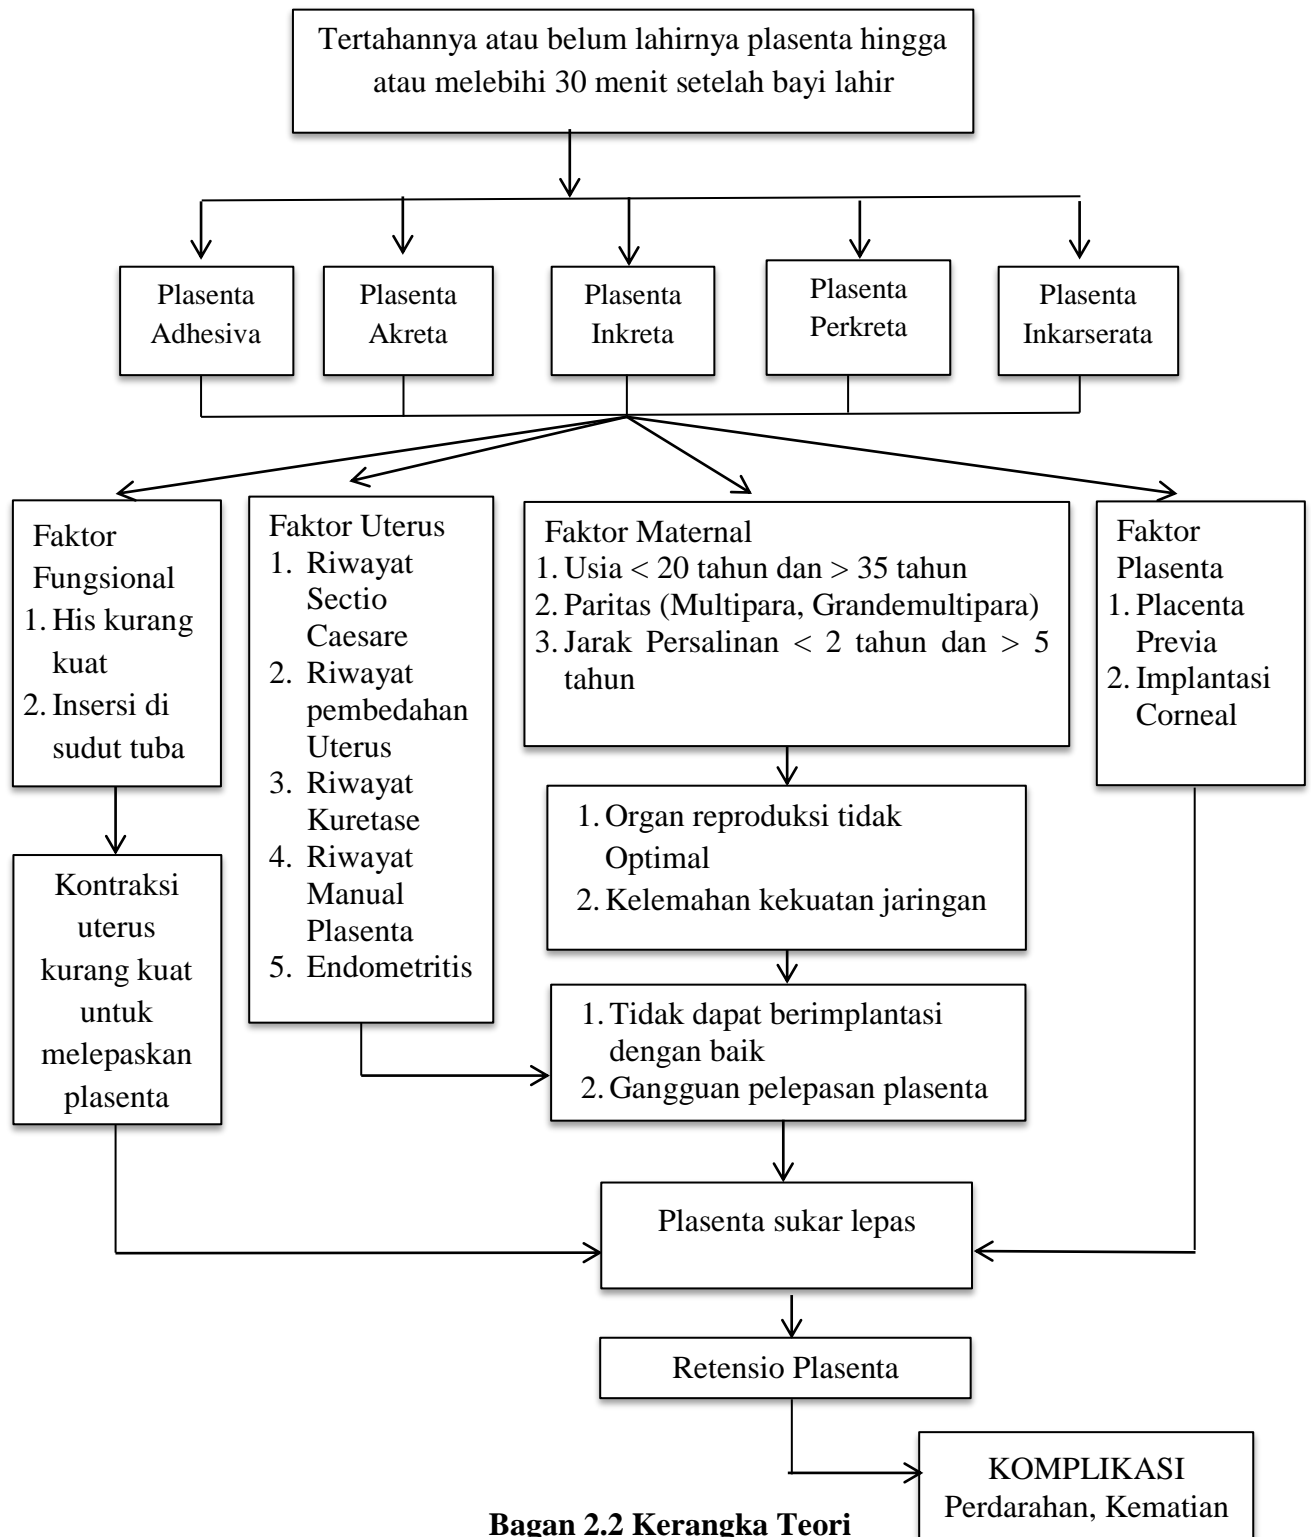 Tertahannya atau belum lahirnya plasenta hingga
atau melebihi 30 menit setelah bayi lahir
Plasenta
Adhesiva
Plasenta
Akreta
Plasenta
Inkreta
Plasenta
Perkreta
Plasenta
Inkarserata
Faktor
Fungsional
1. His kurang
kuat
2. Insersi di
sudut tuba
Faktor Uterus
1. Riwayat
Sectio
Caesare
2. Riwayat
pembedahan
Uterus
3. Riwayat
Kuretase
4. Riwayat
Manual
Plasenta
5. Endometritis
Faktor Maternal
1. Usia < 20 tahun dan > 35 tahun
2. Paritas (Multipara, Grandemultipara)
3. Jarak Persalinan < 2 tahun dan > 5
tahun
Faktor
Plasenta
1. Placenta
Previa
2. Implantasi
Corneal
Kontraksi
uterus
kurang kuat
untuk
melepaskan
plasenta
1. Organ reproduksi tidak
Optimal
2. Kelemahan kekuatan jaringan
1. Tidak dapat berimplantasi
dengan baik
2. Gangguan pelepasan plasenta
Plasenta sukar lepas
Retensio Plasenta
KOMPLIKASI
Perdarahan, Kematian
Bagan 2.2 Kerangka Teori